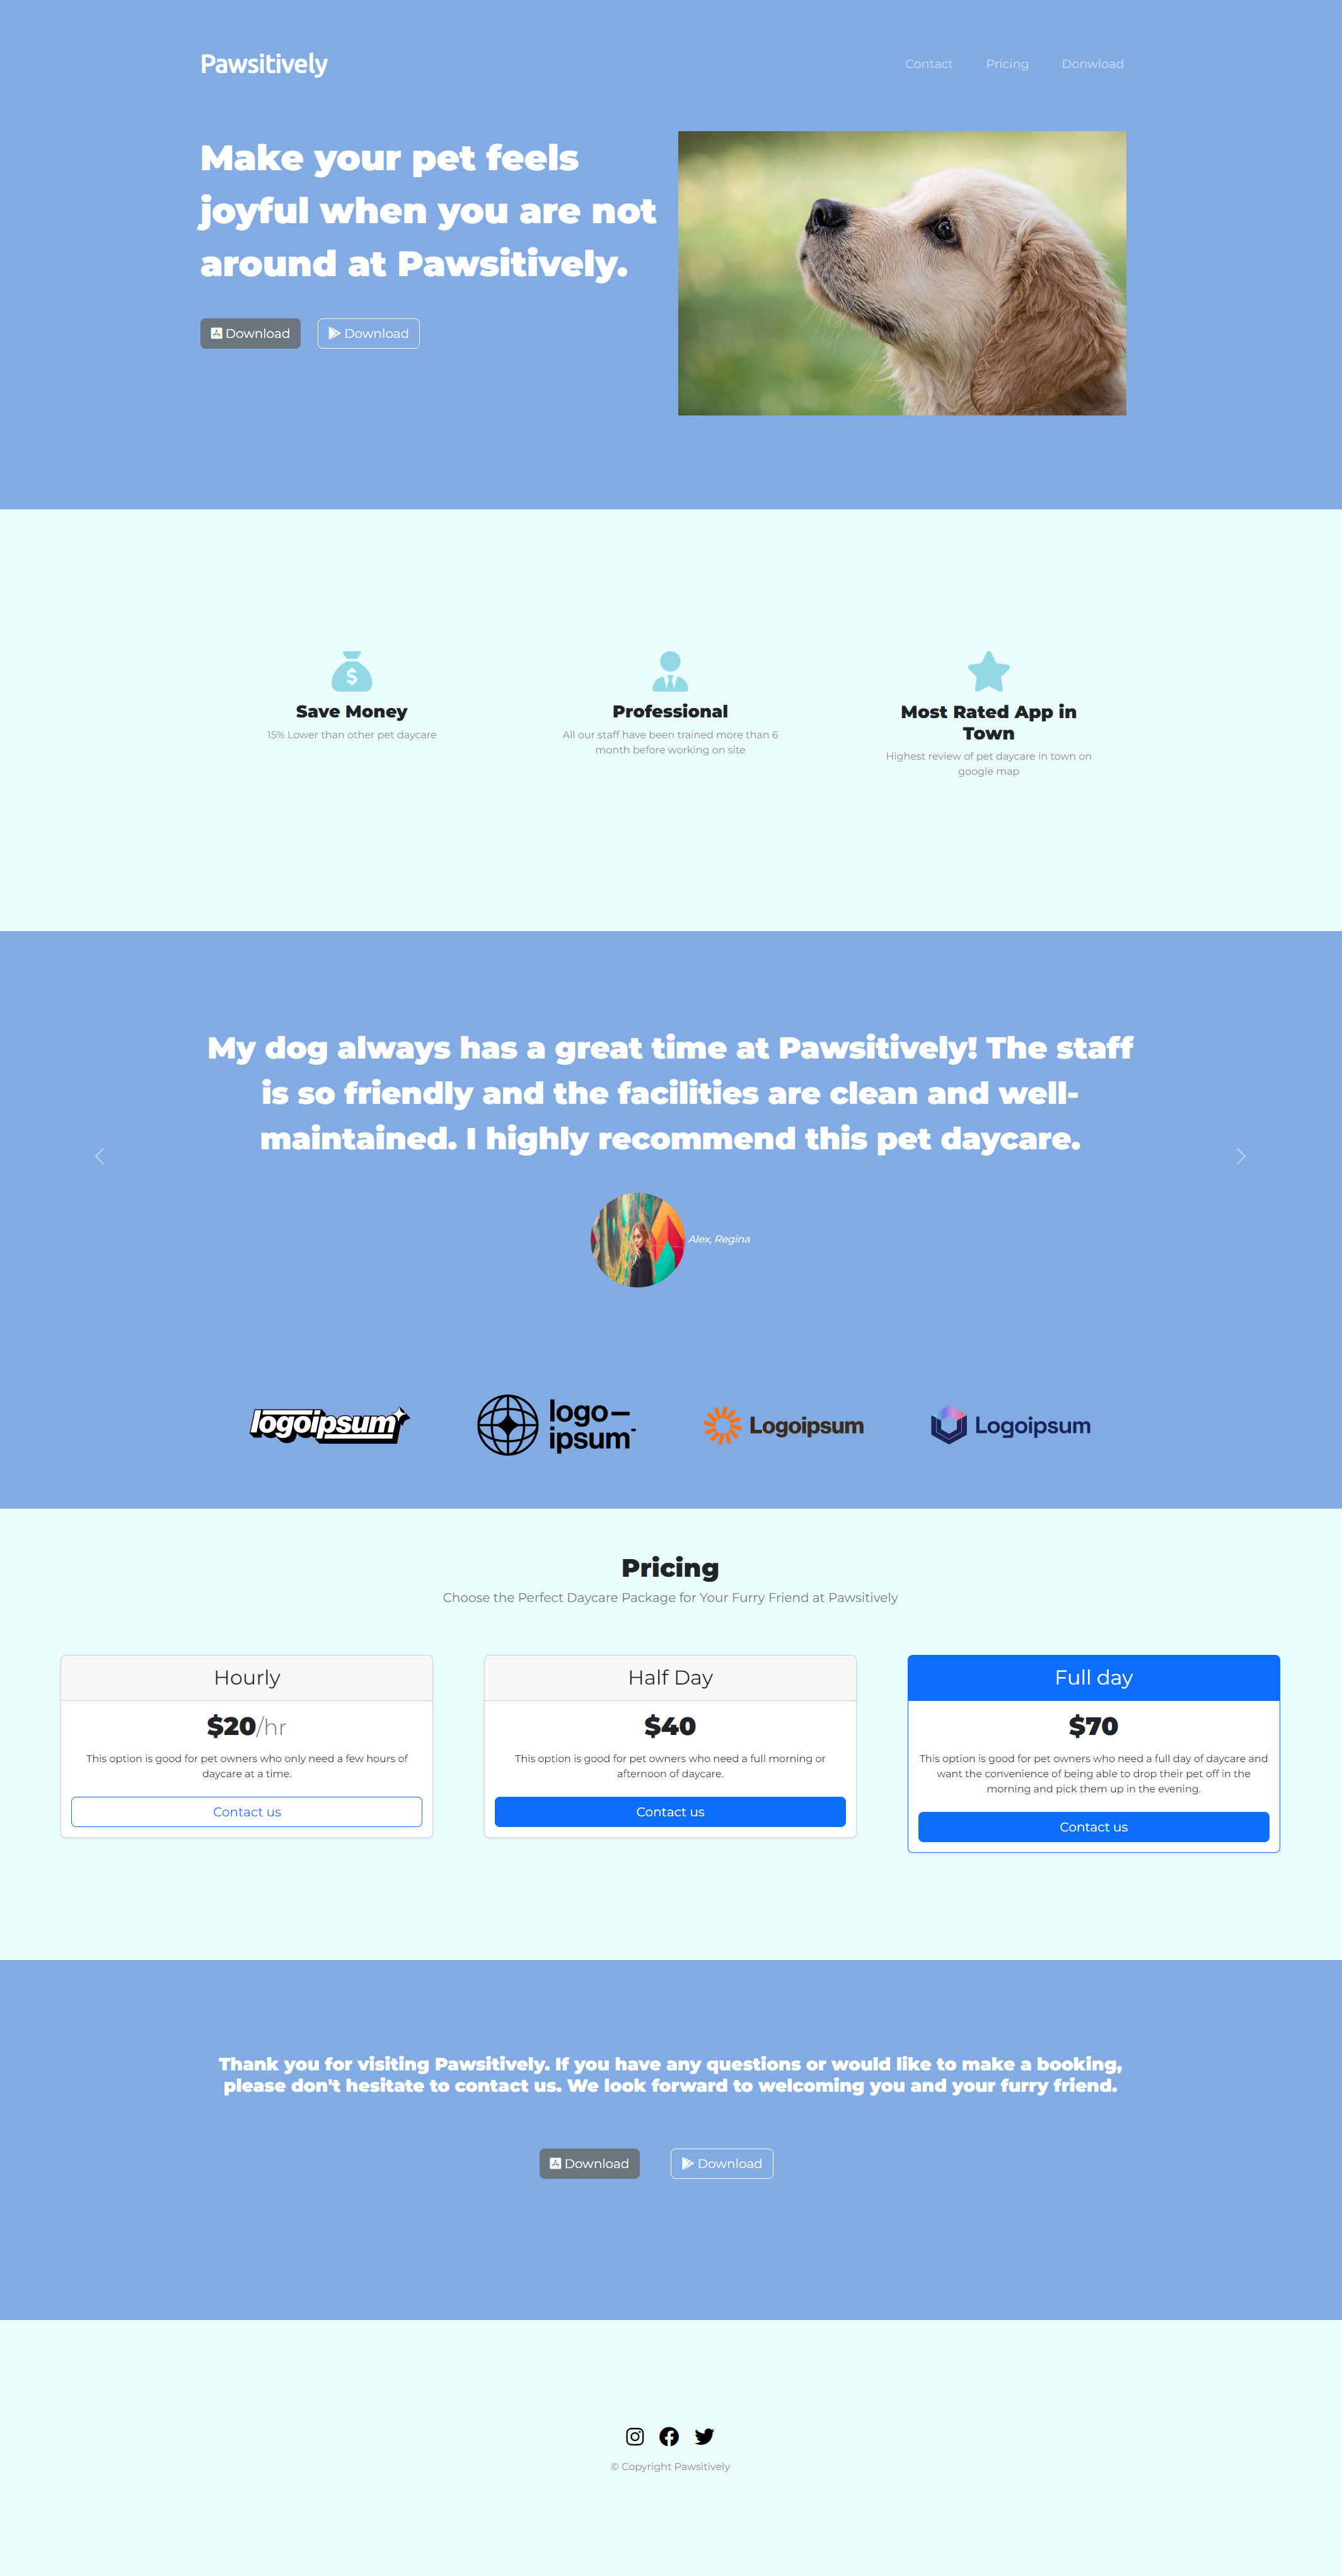 Pawsitively
Contact
Pricing
Donwload
Make your pet feels
joyful when you are not
around at Pawsitively.
Download
Download
Save Money
15% Lower than other pet daycare
Professional
All our staff have been trained more than 6
month before working on site
Most Rated App in
Town
Highest review of pet daycare in town on
google map
My dog always has a great time at Pawsitively! The staff
is so friendly and the facilities are clean and well-
maintained. I highly recommend this pet daycare.
Alex, Regina
logoipsum
logo—
ipsum
Logoipsum
Logoipsum
Pricing
Choose the Perfect Daycare Package for Your Furry Friend at Pawsitively
Hourly
$20/hr
This option is good for pet owners who only need a few hours of
daycare at a time.
Contact us
Half Day
$40
This option is good for pet owners who need a full morning or
afternoon of daycare.
Contact us
Full day
$70
This option is good for pet owners who need a full day of daycare and
want the convenience of being able to drop their pet off in the
morning and pick them up in the evening.
Contact us
Thank you for visiting Pawsitively. If you have any questions or would like to make a booking,
please don't hesitate to contact us. We look forward to welcoming you and your furry friend.
Download
Download
© Copyright Pawsitively